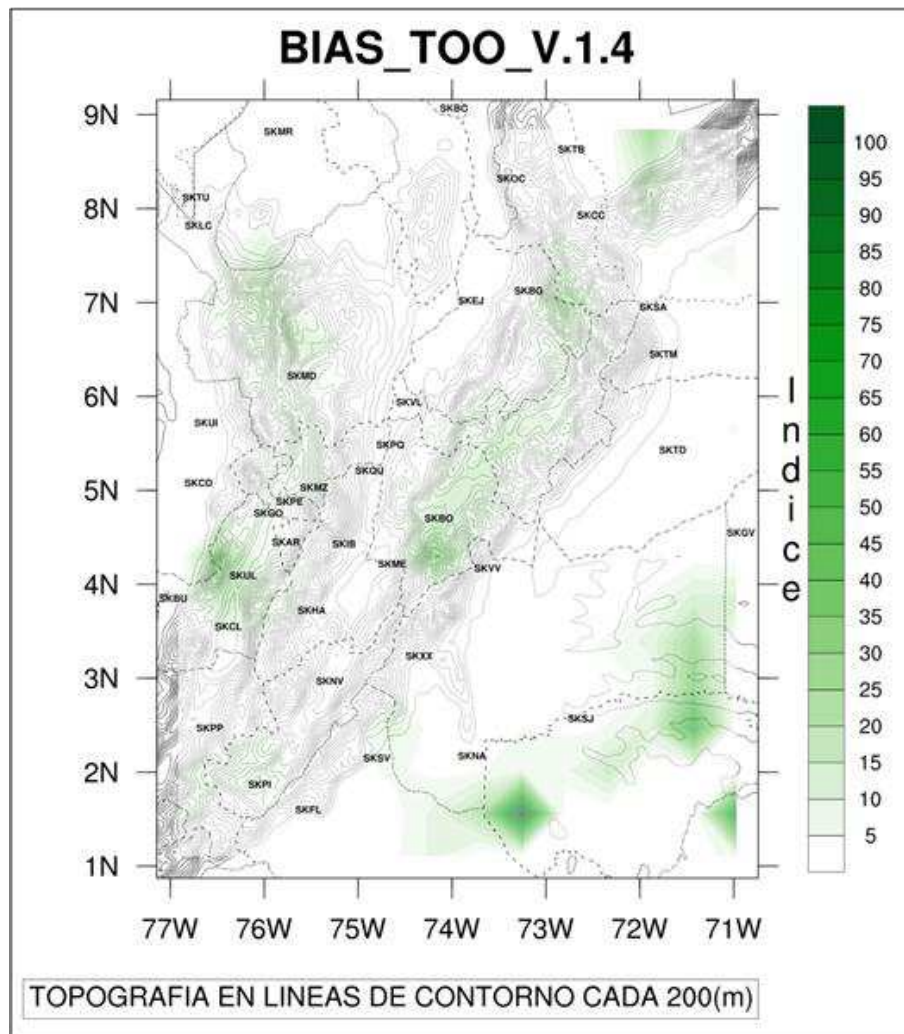 BIAS_TOO_V.1.4
9N
8N
7N
6N
5N
4N
3N
2N
1N
77W 76W 75W 74W 73W 72W 71W
SKBC
SKMR
SKTB
SKOC
SKTU
SKCC
SKLC
SKBG
SKEJ
SKSA
SKTM
SKMD
SKVL
SKUI
SKPQ
SKTD
SKQU
SKCO
SKMZ
SKPE
SKGO
SKBO
SKGV
SKAR
SKIB
SKME
SKVV
SKUL
SKBU
SKHA
SKCL
SKXX
SKNV
SKSJ
SKPP
SKNA
SKSV
SKPI
SKFL
Indice
100
95
90
85
80
75
70
65
60
55
50
45
40
35
30
25
20
15
10
5
TOPOGRAFIA EN LINEAS DE CONTORNO CADA 200(m)